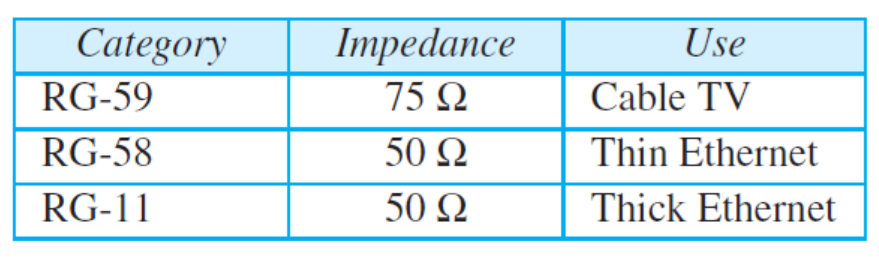 Category Impedance Use
RG-59 75 Ω Cable TV
RG-58 50 Ω Thin Ethernet
RG-11 50 Ω Thick Ethernet